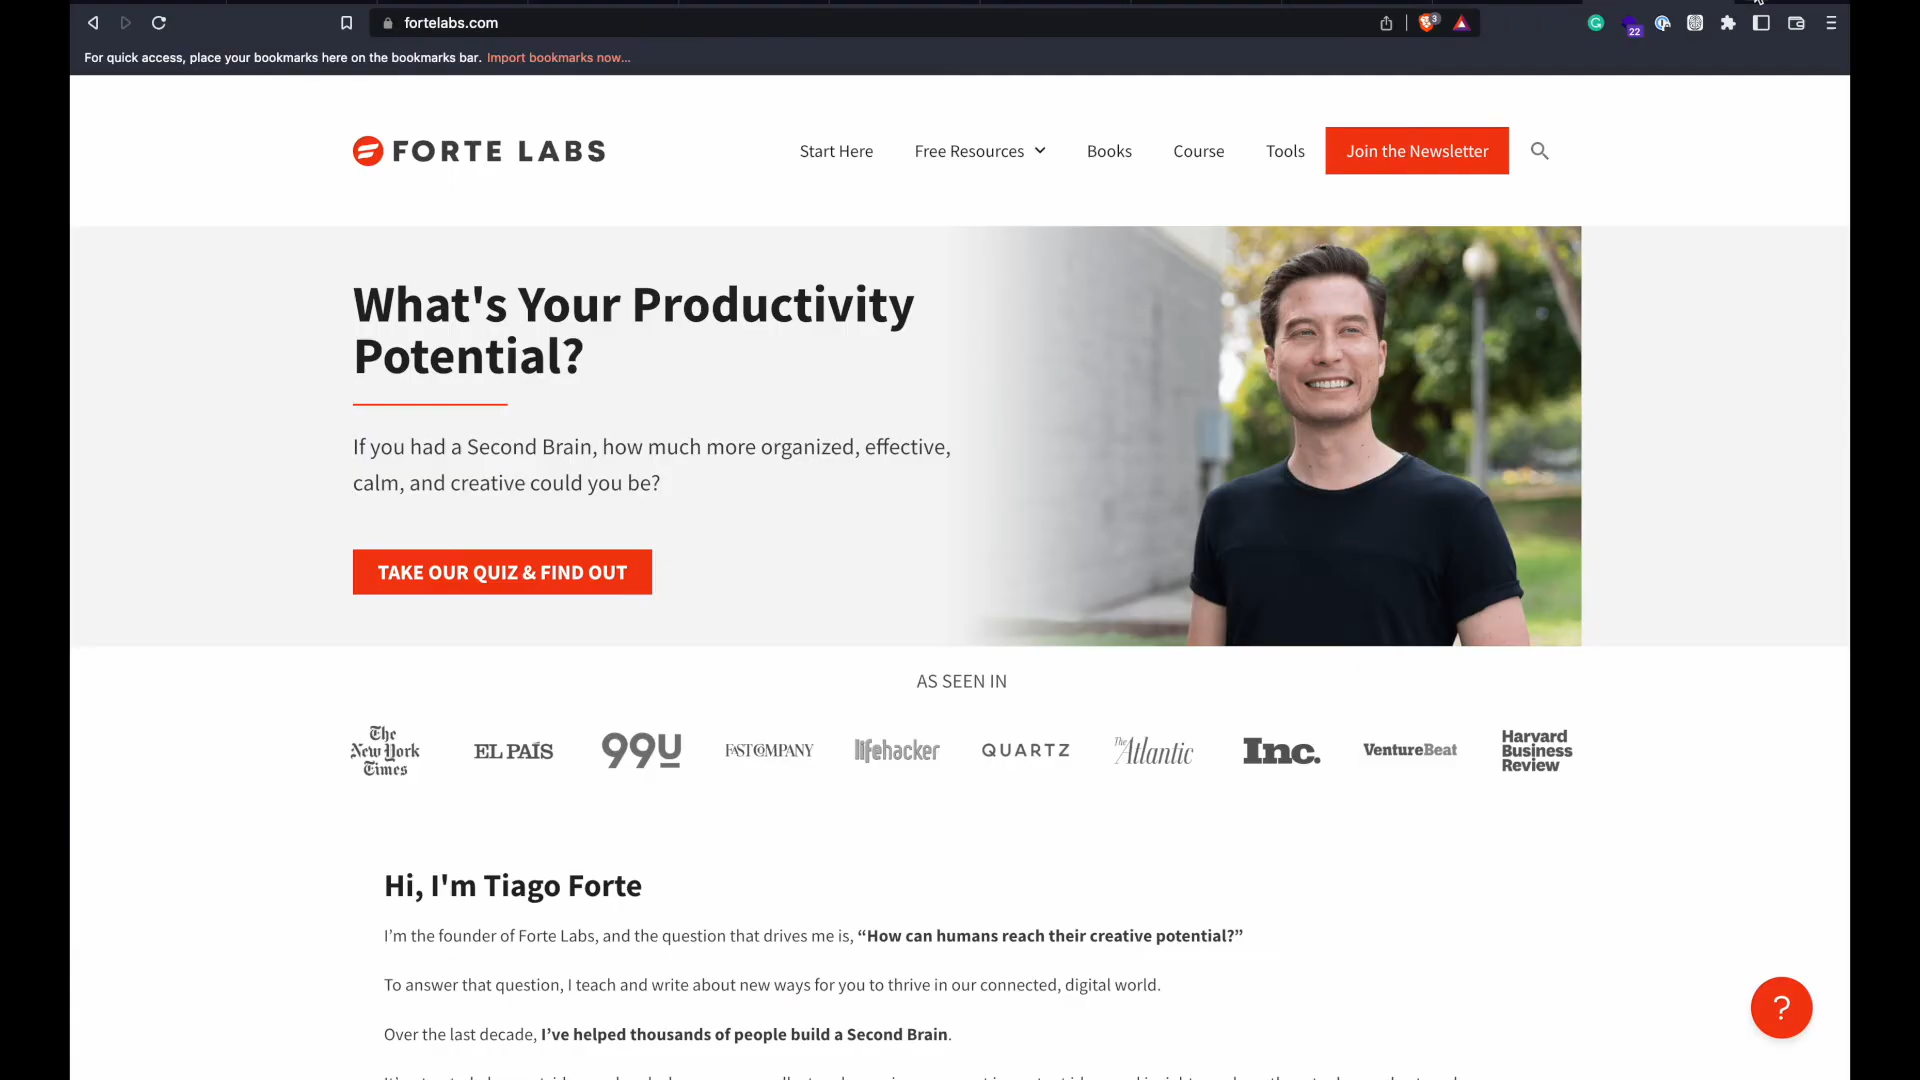 fortelabs.com
3
22
For quick access, place your bookmarks here on the bookmarks bar. Import bookmarks now...
FORTE LABS
Start Here
Free Resources
Books
Course
Tools
Join the Newsletter
What's Your Productivity
Potential?
If you had a Second Brain, how much more organized, effective,
calm, and creative could you be?
TAKE OUR QUIZ & FIND OUT
AS SEEN IN
The
New York
Times
EL PAÍS
99U
FAST COMPANY
lifehacker
QUARTZ
The Atlantic
Inc.
VentureBeat
Harvard
Business
Review
Hi, I'm Tiago Forte
I’m the founder of Forte Labs, and the question that drives me is, “How can humans reach their creative potential?”
To answer that question, I teach and write about new ways for you to thrive in our connected, digital world.
Over the last decade, I’ve helped thousands of people build a Second Brain.
?